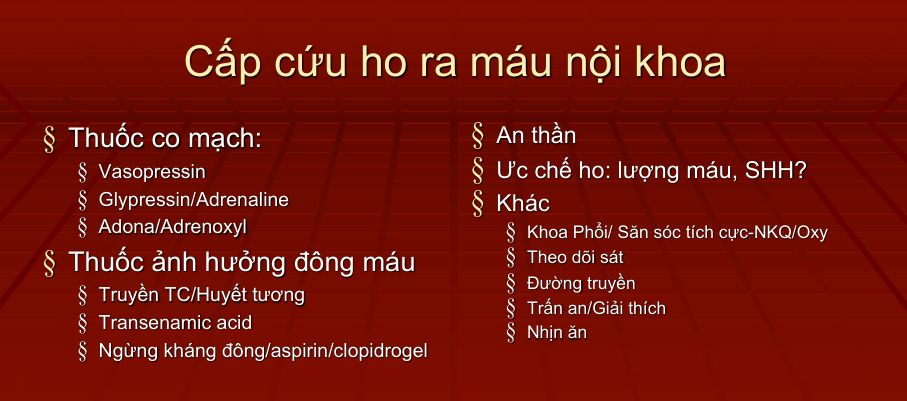 Cấp cứu ho ra máu nội khoa
§ Thuốc co mạch:
§ Vasopressin
§ Glypressin/Adrenaline
§ Adona/Adrenoxyl
§ Thuốc ảnh hưởng đông máu
§ Truyền TC/Huyết tương
§ Transenamic acid
§ Ngừng kháng đông/aspirin/clopidrogel
§ An thần
§ Ưc chế ho: lượng máu, SHH?
§ Khác
§ Khoa Phổi/ Săn sóc tích cực-NKQ/Oxy
§ Theo dõi sát
§ Đường truyền
§ Trấn an/Giải thích
§ Nhịn ăn